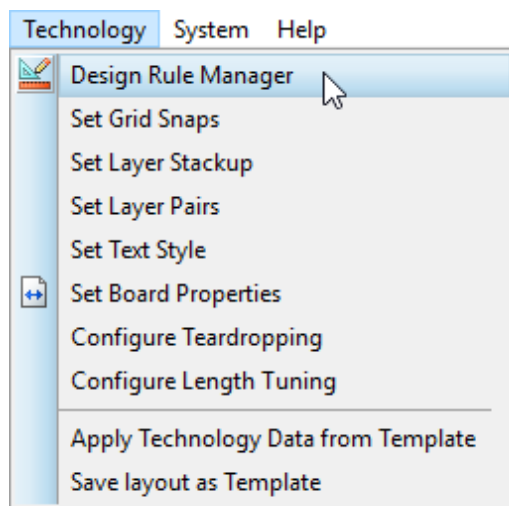 Technology System Help
Design Rule Manager
Set Grid Snaps
Set Layer Stackup
Set Layer Pairs
Set Text Style
Set Board Properties
Configure Teardropping
Configure Length Tuning
Apply Technology Data from Template
Save layout as Template